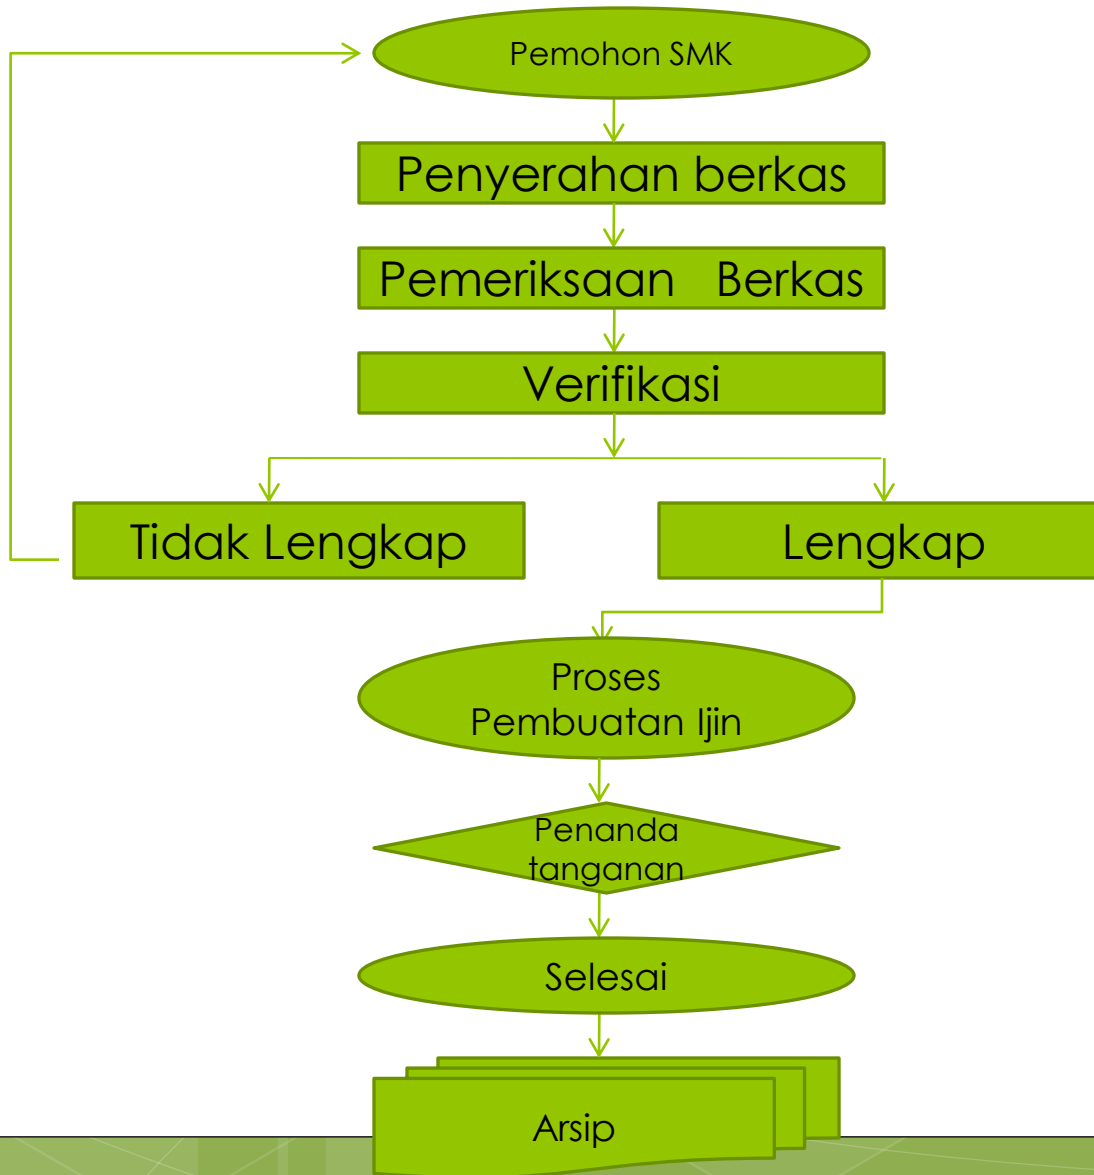 Pemohon SMK
Penyerahan berkas
Pemeriksaan Berkas
Verifikasi
Tidak Lengkap
Lengkap
Proses
Pembuatan Ijin
Penanda
tanganan
Selesai
Arsip